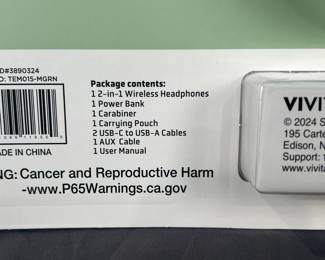 D#3890324
O: TEM015-MGRN
MADE IN CHINA
Package contents:
1 2-in-1 Wireless Headphones
1 Power Bank
1 Carabiner
1 Carrying Pouch
2 USB-C to USB-A Cables
1 AUX Cable
1 User Manual
NG: Cancer and Reproductive Harm
-www.P65Warnings.ca.gov
VIVIT
© 2024 S
195 Carte
Edison, N
Support: 1
www.vivita